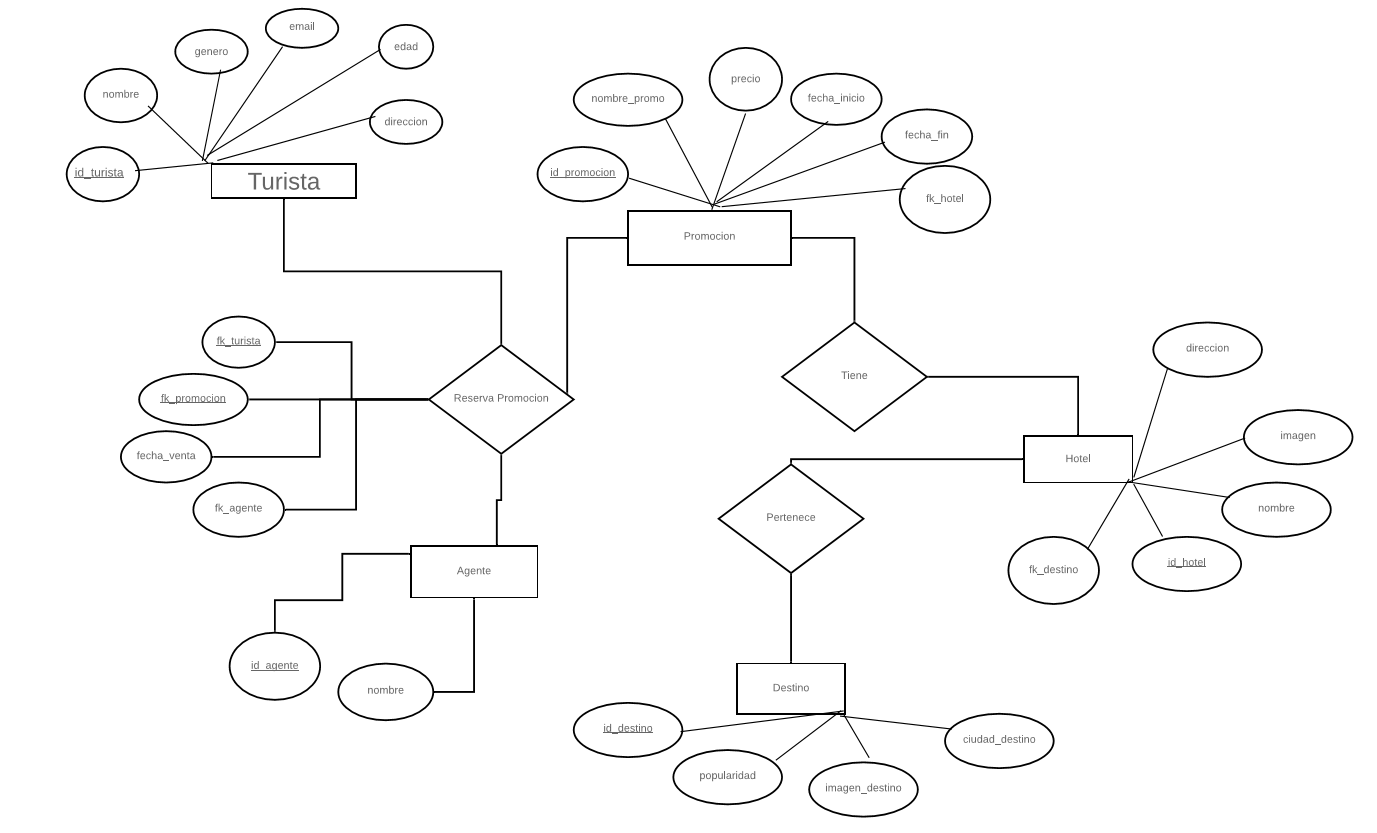 email
edad
genero
nombre
direccion
id_turista
Turista
precio
nombre_promo
fecha_inicio
fecha_fin
id_promocion
fk_hotel
Promocion
fk_turista
fk_promocion
fecha_venta
fk_agente
Reserva Promocion
Tiene
direccion
imagen
Hotel
nombre
id_hotel
fk_destino
Pertenece
Agente
id_agente
nombre
Destino
id_destino
popularidad
imagen_destino
ciudad_destino